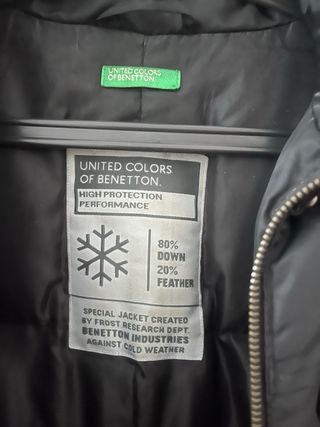 UNITED COLORS
OF BENETTON.
UNITED COLORS
OF BENETTON.
HIGH PROTECTION
PERFORMANCE
80%
DOWN
20%
FEATHER
SPECIAL JACKET CREATED
BY FROST RESEARCH DEPT.
BENETTON INDUSTRIES
AGAINST COLD WEATHER